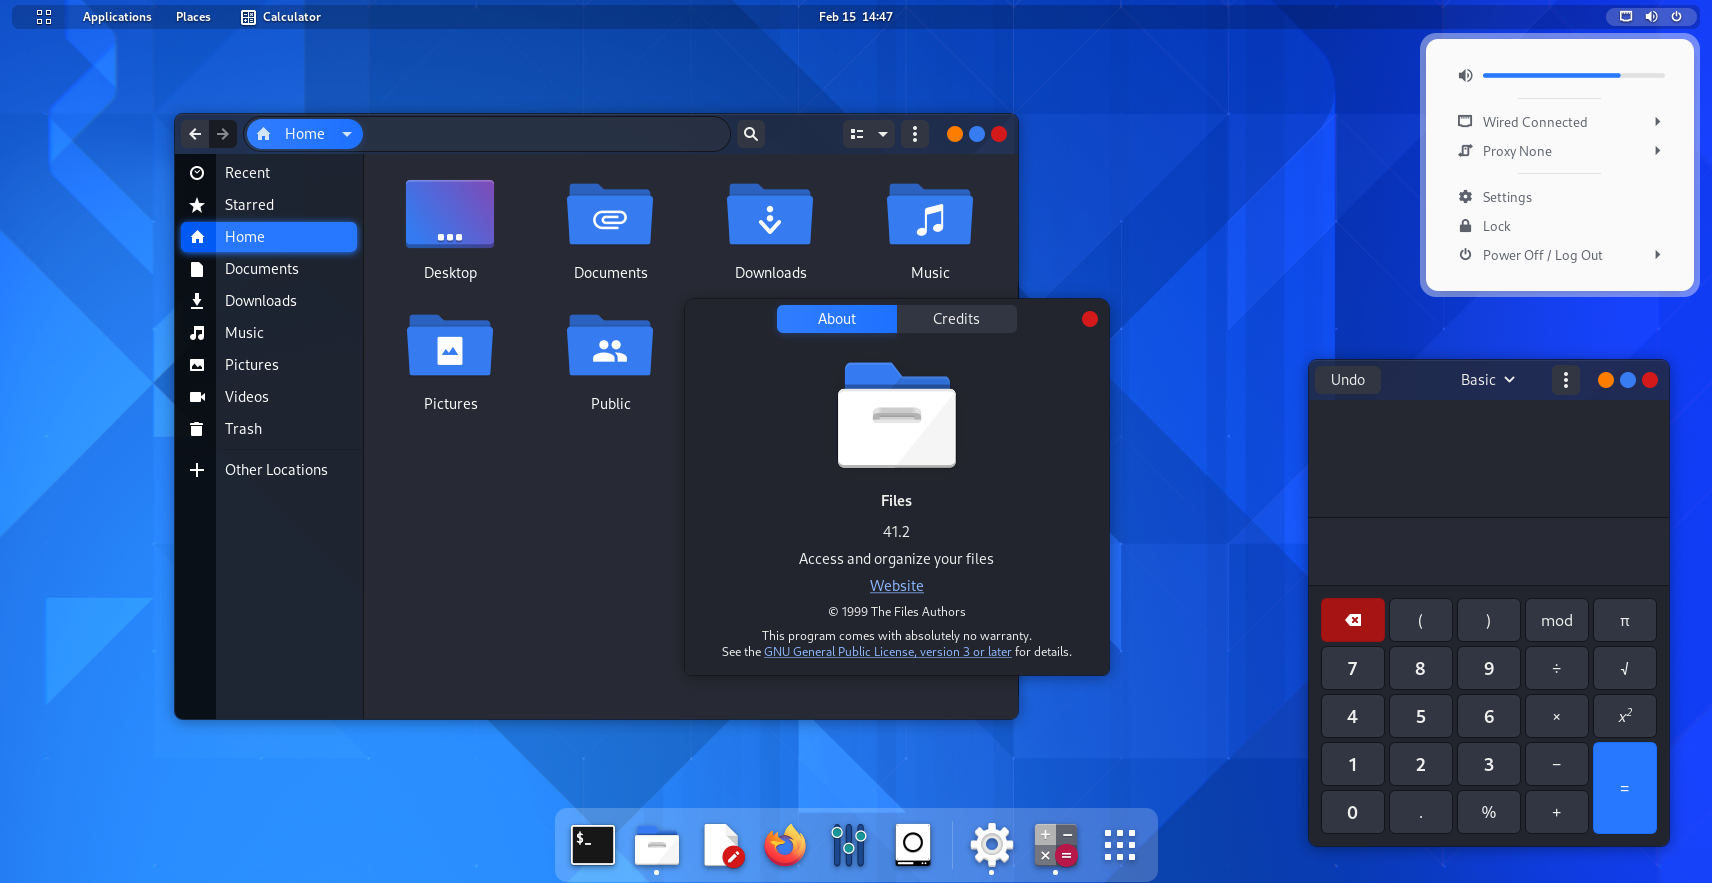 Applications Places Calculator
Feb 15 14:47
Home
Recent
Starred
Home
Documents
Downloads
Music
Pictures
Videos
Trash
Other Locations
Desktop Documents Downloads Music
Pictures Public
About Credits
Files
41.2
Access and organize your files
Website
© 1999 The Files Authors
This program comes with absolutely no warranty.
See the GNU General Public License, version 3 or later for details.
Wired Connected
Proxy None
Settings
Lock
Power Off / Log Out
Undo Basic
( ) mod π
7 8 9 ÷ √
4 5 6 × x²
1 2 3 −
=
0 . % +
$_